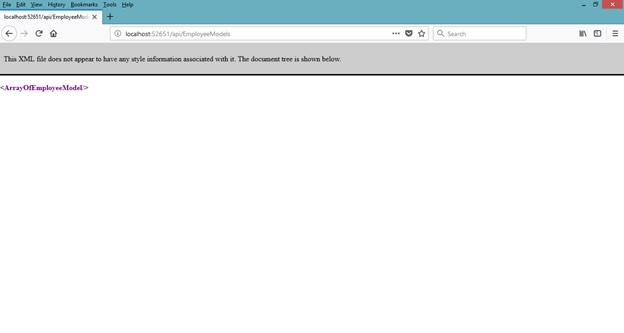 File Edit View History Bookmarks Tools Help
localhost:52651/api/EmployeeMod
localhost:52651/api/EmployeeModels
Search
This XML file does not appear to have any style information associated with it. The document tree is shown below.
<ArrayOfEmployeeModel/>